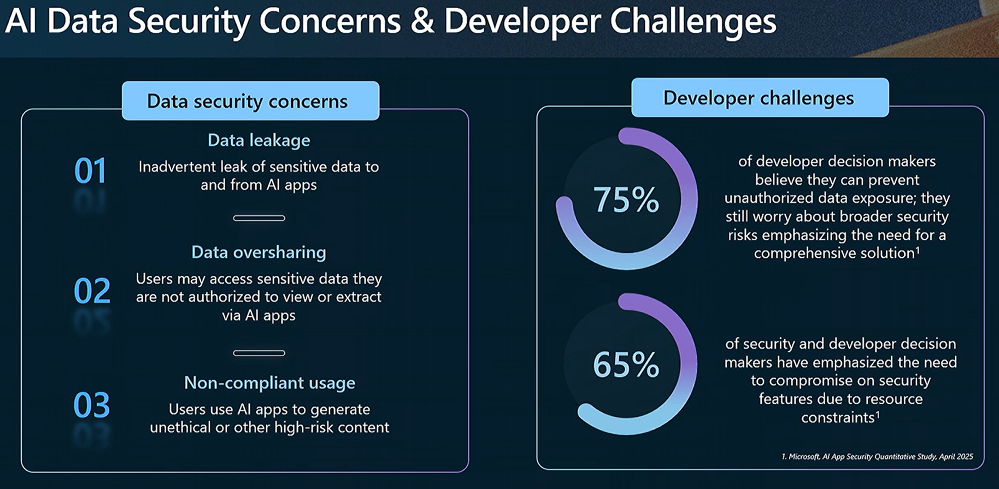 AI Data Security Concerns & Developer Challenges
Data security concerns
01
Data leakage
Inadvertent leak of sensitive data to
and from AI apps
02
Data oversharing
Users may access sensitive data they
are not authorized to view or extract
via AI apps
03
Non-compliant usage
Users use AI apps to generate
unethical or other high-risk content
Developer challenges
75%
of developer decision makers
believe they can prevent
unauthorized data exposure; they
still worry about broader security
risks emphasizing the need for a
comprehensive solution¹
65%
of security and developer decision
makers have emphasized the need
to compromise on security
features due to resource
constraints¹
1. Microsoft, AI App Security Quantitative Study, April 2025